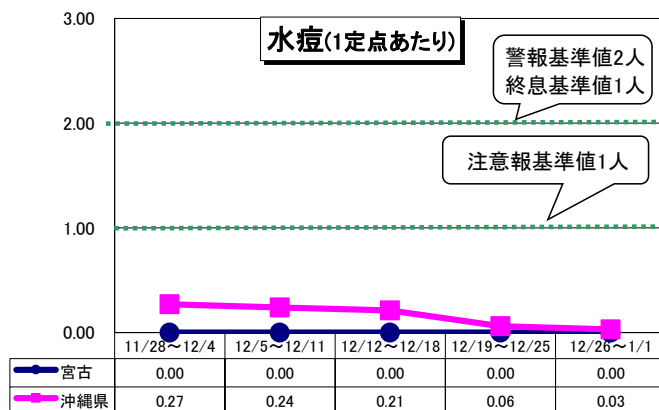 水痘(1定点あたり)
3.00
2.00
1.00
0.00
警報基準値2人
終息基準値1人
注意報基準値1人
11/28～12/4 12/5～12/11 12/12～12/18 12/19～12/25 12/26～1/1
宮古 0.00 0.00 0.00 0.00 0.00
沖縄県 0.27 0.24 0.21 0.06 0.03